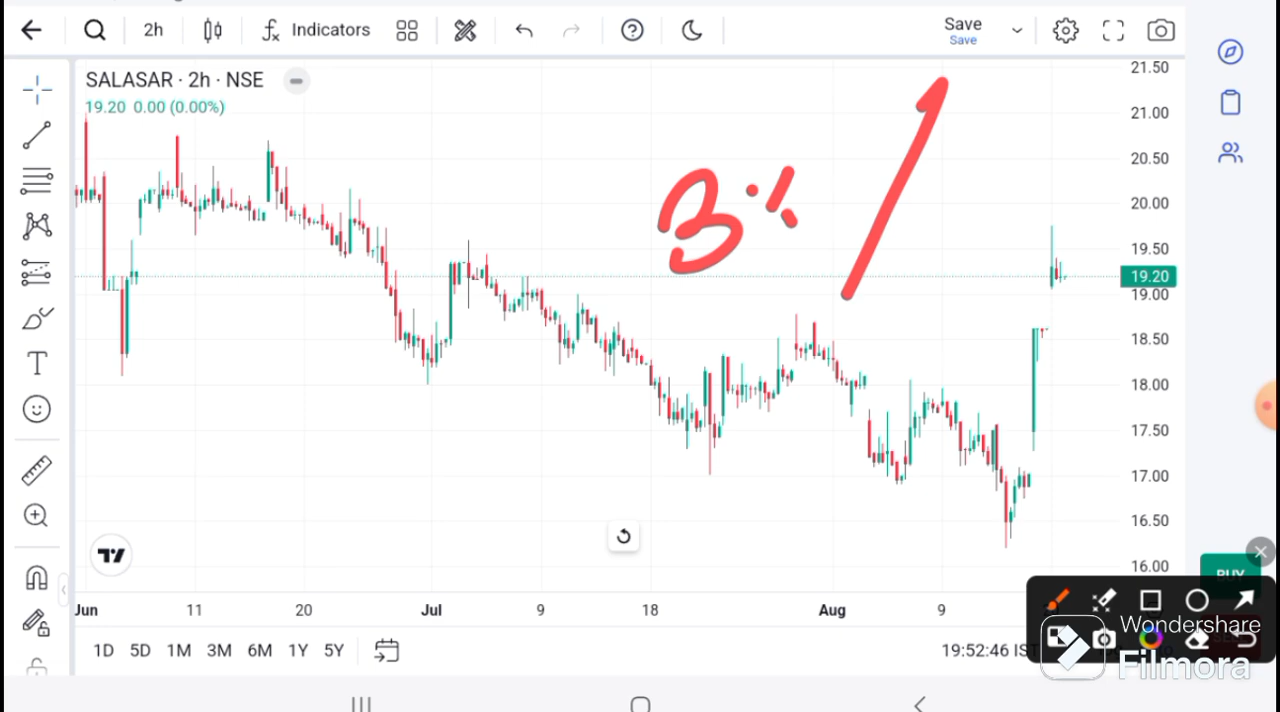 2h Indicators Save
Save
SALASAR · 2h · NSE
19.20 0.00 (0.00%)
3%
21.50
21.00
20.50
20.00
19.50
19.20
19.00
18.50
18.00
17.50
17.00
16.50
16.00
BUY
Jun 11 20 Jul 9 18 Aug 9
1D 5D 1M 3M 6M 1Y 5Y 19:52:46 IST
Wondershare
Filmora